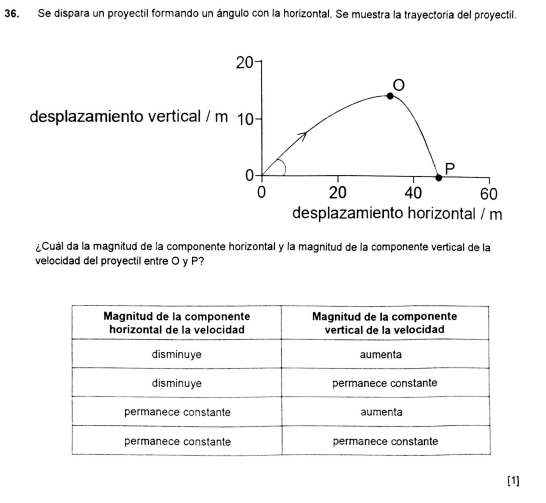 36. Se dispara un proyectil formando un ángulo con la horizontal. Se muestra la trayectoria del proyectil.
20
O
desplazamiento vertical / m 10
P
0
0 20 40 60
desplazamiento horizontal / m
¿Cuál da la magnitud de la componente horizontal y la magnitud de la componente vertical de la
velocidad del proyectil entre O y P?
Magnitud de la componente Magnitud de la componente
horizontal de la velocidad vertical de la velocidad
disminuye aumenta
disminuye permanece constante
permanece constante aumenta
permanece constante permanece constante
[1]